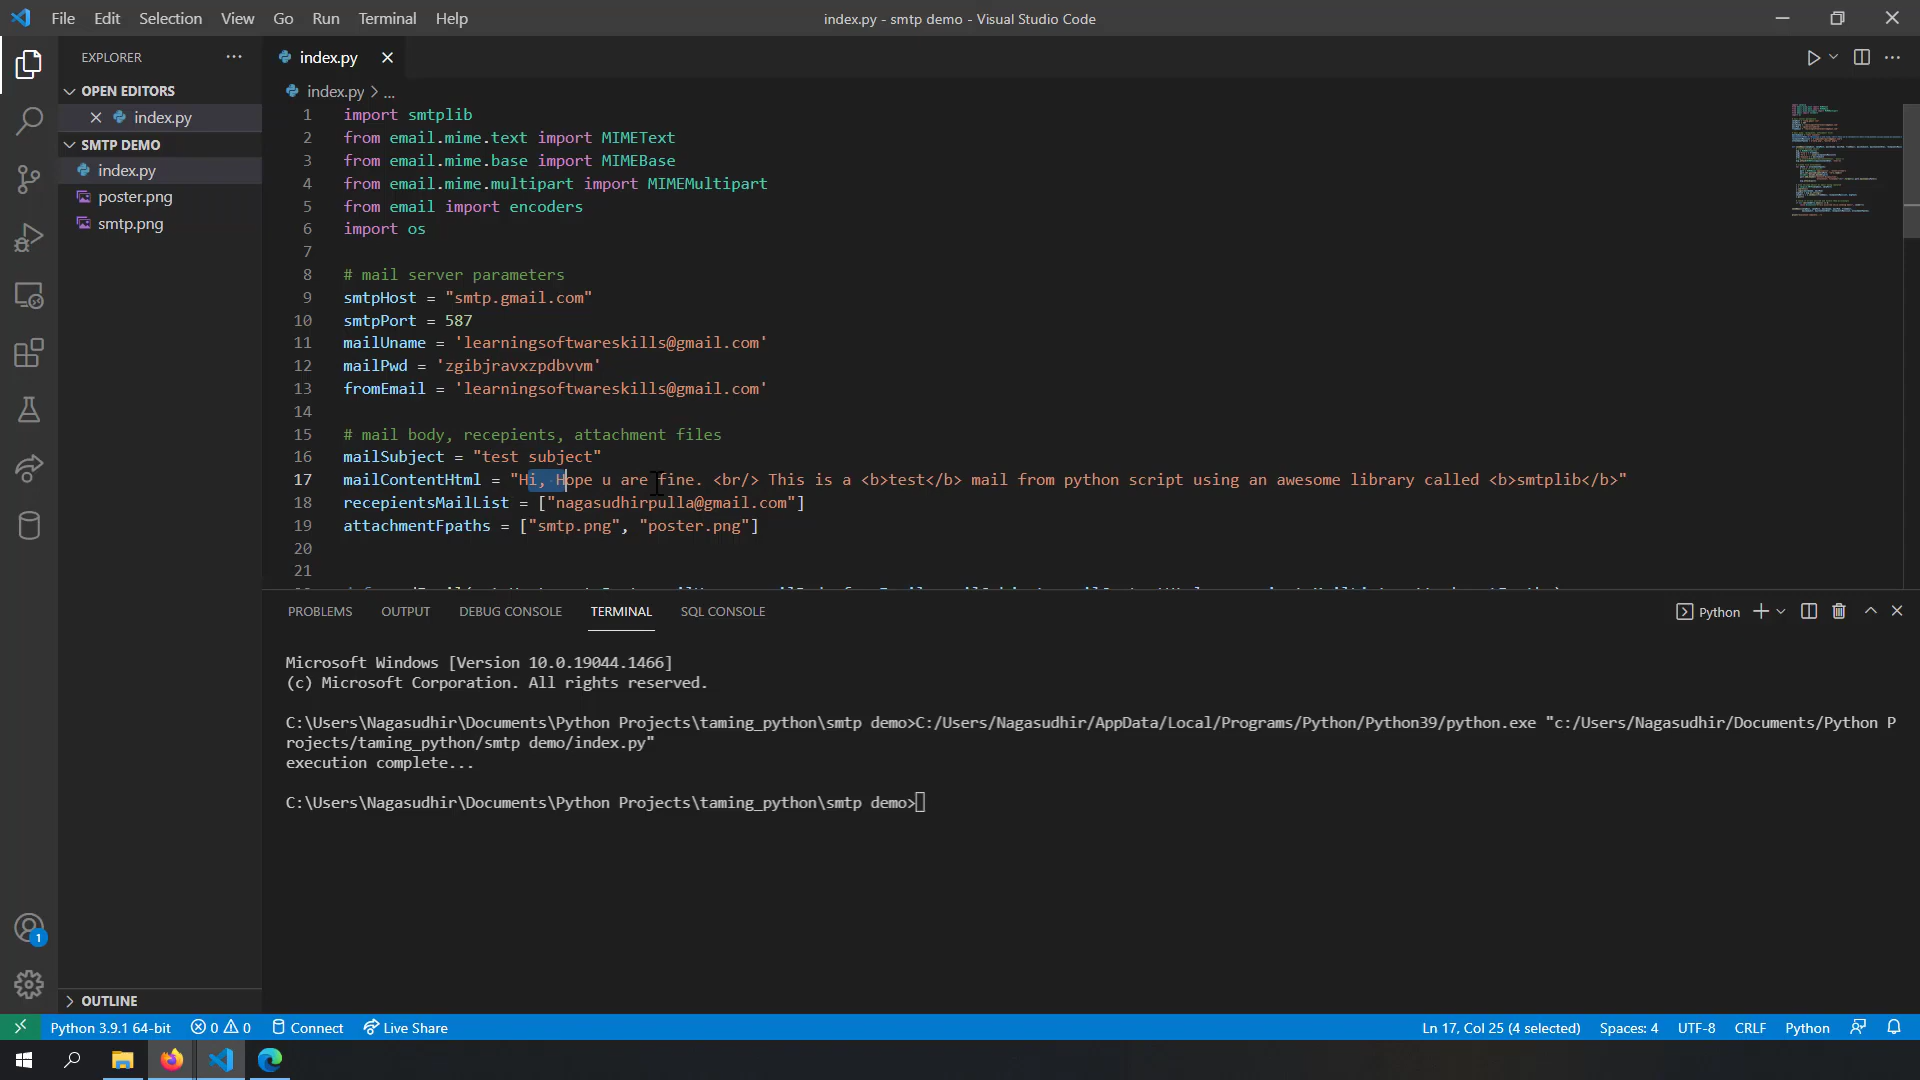 File Edit Selection View Go Run Terminal Help
index.py - smtp demo - Visual Studio Code
EXPLORER
OPEN EDITORS
index.py
SMTP DEMO
index.py
poster.png
smtp.png
OUTLINE
index.py
index.py > ...
1 import smtplib
2 from email.mime.text import MIMEText
3 from email.mime.base import MIMEBase
4 from email.mime.multipart import MIMEMultipart
5 from email import encoders
6 import os
7
8 # mail server parameters
9 smtpHost = "smtp.gmail.com"
10 smtpPort = 587
11 mailUname = 'learningsoftwareskills@gmail.com'
12 mailPwd = 'zgibjravxzpdbvvm'
13 fromEmail = 'learningsoftwareskills@gmail.com'
14
15 # mail body, recepients, attachment files
16 mailSubject = "test subject"
17 mailContentHtml = "Hi, Hope u are fine. <br/> This is a <b>test</b> mail from python script using an awesome library called <b>smtplib</b>"
18 recepientsMailList = ["nagasudhirpulla@gmail.com"]
19 attachmentFpaths = ["smtp.png", "poster.png"]
20
21
PROBLEMS OUTPUT DEBUG CONSOLE TERMINAL SQL CONSOLE
Python
Microsoft Windows [Version 10.0.19044.1466]
(c) Microsoft Corporation. All rights reserved.
C:\Users\Nagasudhir\Documents\Python Projects\taming_python\smtp demo>C:/Users/Nagasudhir/AppData/Local/Programs/Python/Python39/python.exe "c:/Users/Nagasudhir/Documents/Python P
rojects/taming_python/smtp demo/index.py"
execution complete...
C:\Users\Nagasudhir\Documents\Python Projects\taming_python\smtp demo>
1
Python 3.9.1 64-bit 0 0 Connect Live Share
Ln 17, Col 25 (4 selected) Spaces: 4 UTF-8 CRLF Python